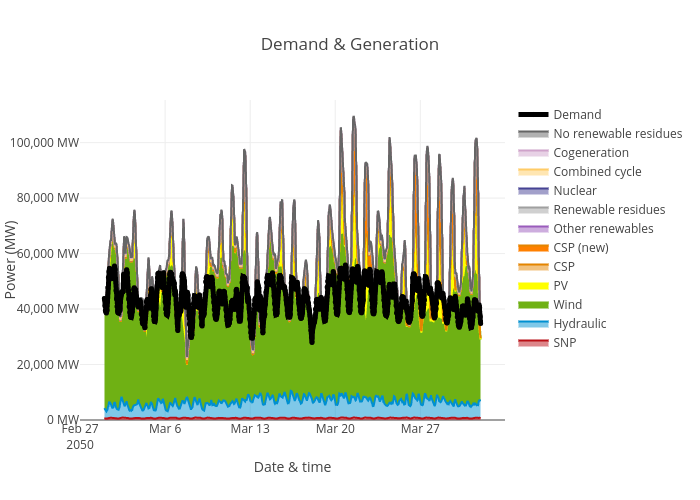 Demand & Generation
100,000 MW
80,000 MW
60,000 MW
40,000 MW
20,000 MW
0 MW
Power (MW)
Feb 27
2050
Mar 6
Mar 13
Mar 20
Mar 27
Date & time
Demand
No renewable residues
Cogeneration
Combined cycle
Nuclear
Renewable residues
Other renewables
CSP (new)
CSP
PV
Wind
Hydraulic
SNP